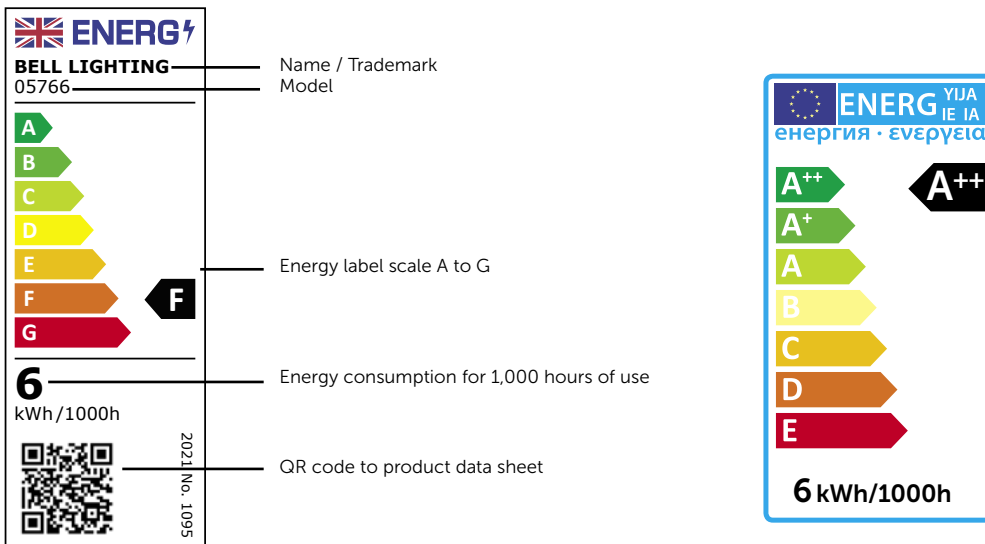 ENERG
BELL LIGHTING
05766
A
B
C
D
E
F
G
F
6
kWh/1000h
2021 No. 1095
Name / Trademark
Model
Energy label scale A to G
Energy consumption for 1,000 hours of use
QR code to product data sheet
ENERG YIJA
IE IA
енергия · ενεργεια
A++
A+
A
B
C
D
E
A++
6 kWh/1000h